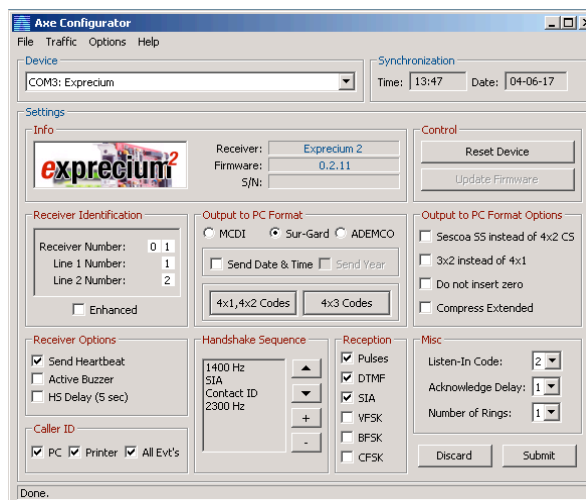 Axe Configurator
File Traffic Options Help
Device
COM3: Exprecium
Synchronization
Time: 13:47 Date: 04-06-17
Settings
Info
exprecium2
Receiver: Exprecium 2
Firmware: 0.2.11
S/N:
Control
Reset Device
Update Firmware
Receiver Identification
Receiver Number: 0 1
Line 1 Number: 1
Line 2 Number: 2
Enhanced
Output to PC Format
MCDI Sur-Gard ADEMCO
Send Date & Time Send Year
4x1,4x2 Codes 4x3 Codes
Output to PC Format Options
Sescoa SS instead of 4x2 CS
3x2 instead of 4x1
Do not insert zero
Compress Extended
Receiver Options
Send Heartbeat
Active Buzzer
HS Delay (5 sec)
Caller ID
PC Printer All Evt's
Handshake Sequence
1400 Hz
SIA
Contact ID
2300 Hz
+
-
Reception
Pulses
DTMF
SIA
VFSK
BFSK
CFSK
Misc
Listen-In Code: 2
Acknowledge Delay: 1
Number of Rings: 1
Discard Submit
Done.